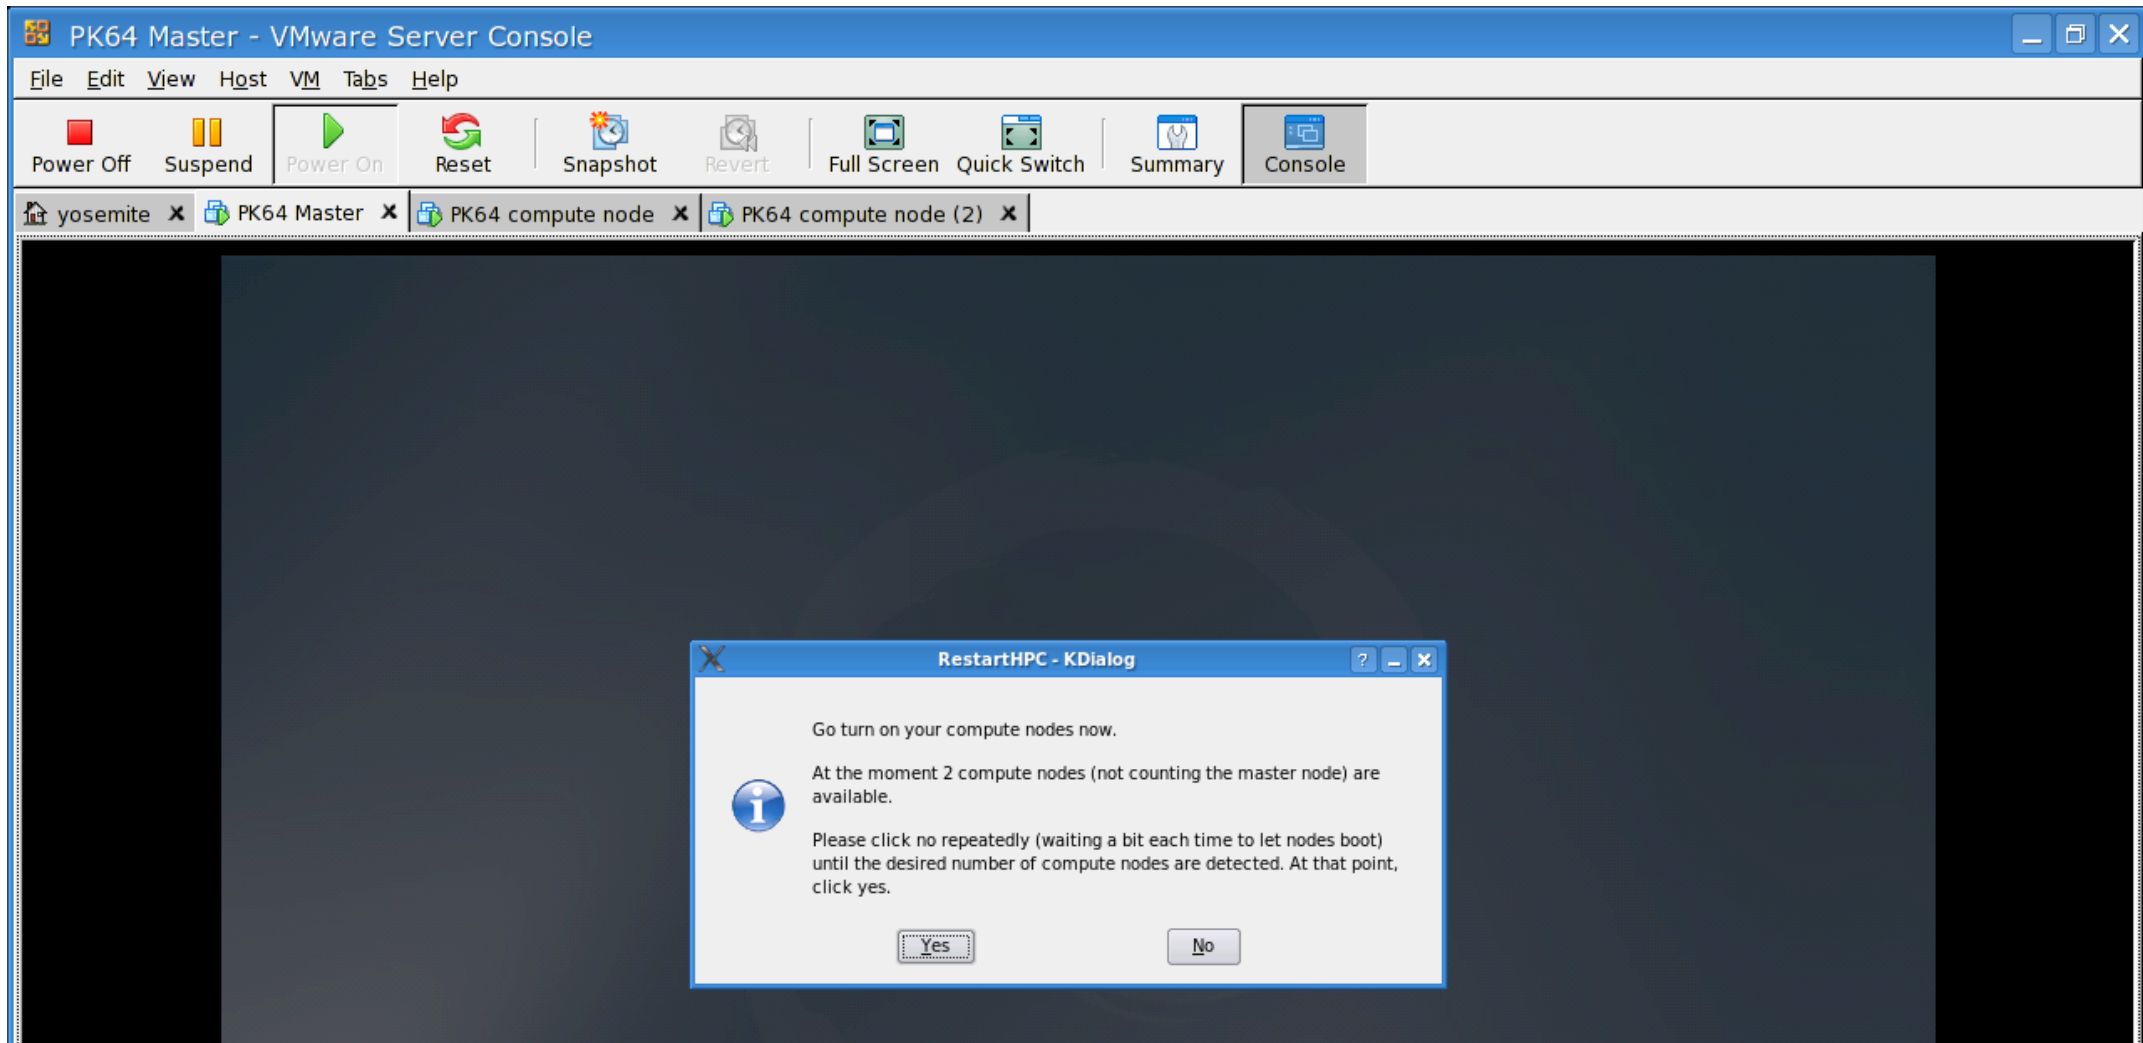 PK64 Master - VMware Server Console
File Edit View Host VM Tabs Help
Power Off Suspend Power On Reset Snapshot Revert Full Screen Quick Switch Summary Console
yosemite PK64 Master PK64 compute node PK64 compute node (2)
RestartHPC - KDialog
Go turn on your compute nodes now.
At the moment 2 compute nodes (not counting the master node) are
available.
Please click no repeatedly (waiting a bit each time to let nodes boot)
until the desired number of compute nodes are detected. At that point,
click yes.
Yes No